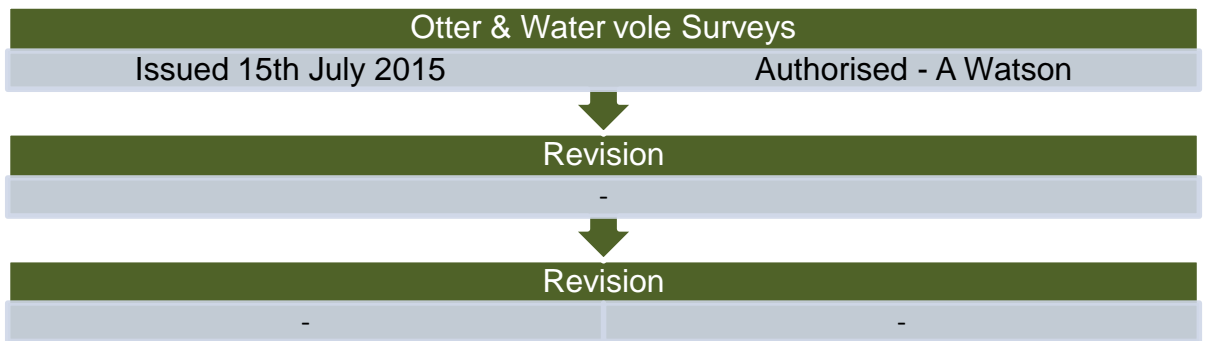 Otter & Water vole Surveys
Issued 15th July 2015 Authorised - A Watson
Revision
-
Revision
- -